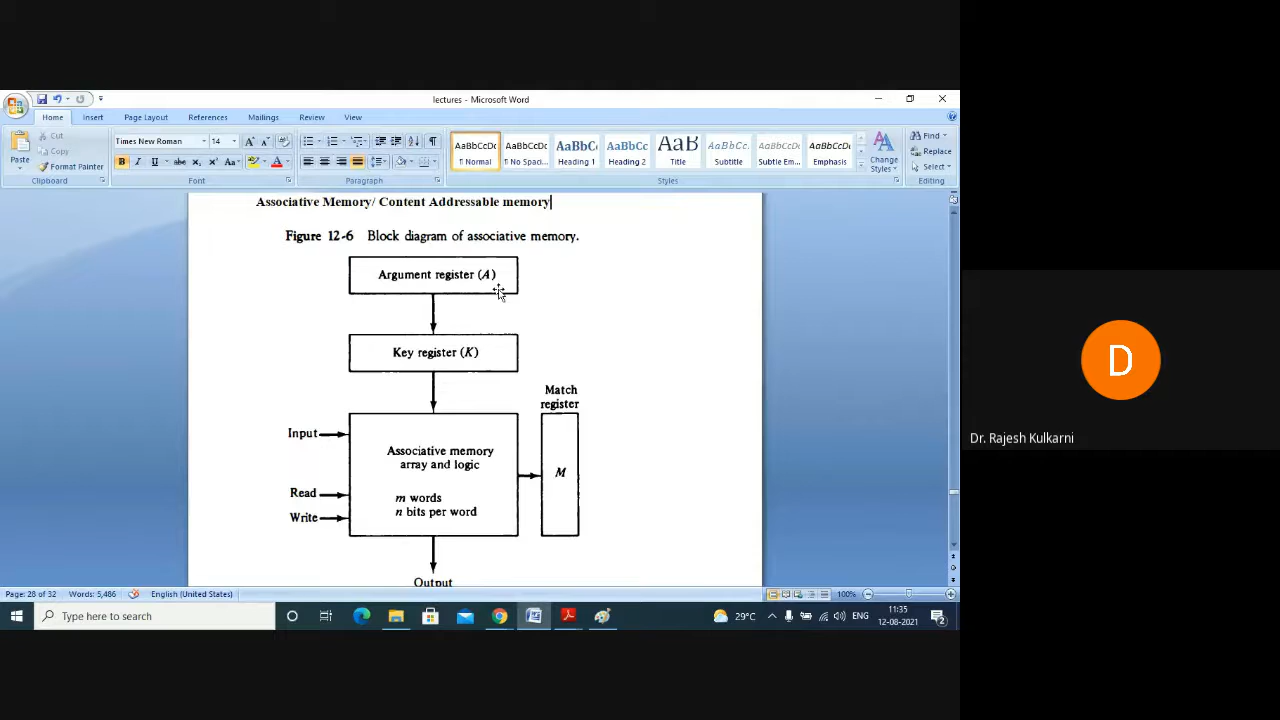 lectures - Microsoft Word
Home Insert Page Layout References Mailings Review View
Paste
Cut
Copy
Format Painter
Clipboard
Times New Roman
14
Font
Paragraph
AaBbCcDc
¶ Normal
AaBbCcDc
¶ No Spaci...
AaBbC
Heading 1
AaBbCc
Heading 2
AaB
Title
AaBbCc.
Subtitle
AaBbCcDt
Subtle Em...
AaBbCcDt
Emphasis
Change
Styles
Styles
Find
Replace
Select
Editing
Associative Memory/ Content Addressable memory
Figure 12-6 Block diagram of associative memory.
Argument register (A)
Key register (K)
Match
register
Input
Associative memory
array and logic
M
Read
m words
Write
n bits per word
Output
Page: 28 of 32 Words: 5,486 English (United States) 100%
Type here to search
29°C ENG
11:35
12-08-2021
2
D
Dr. Rajesh Kulkarni